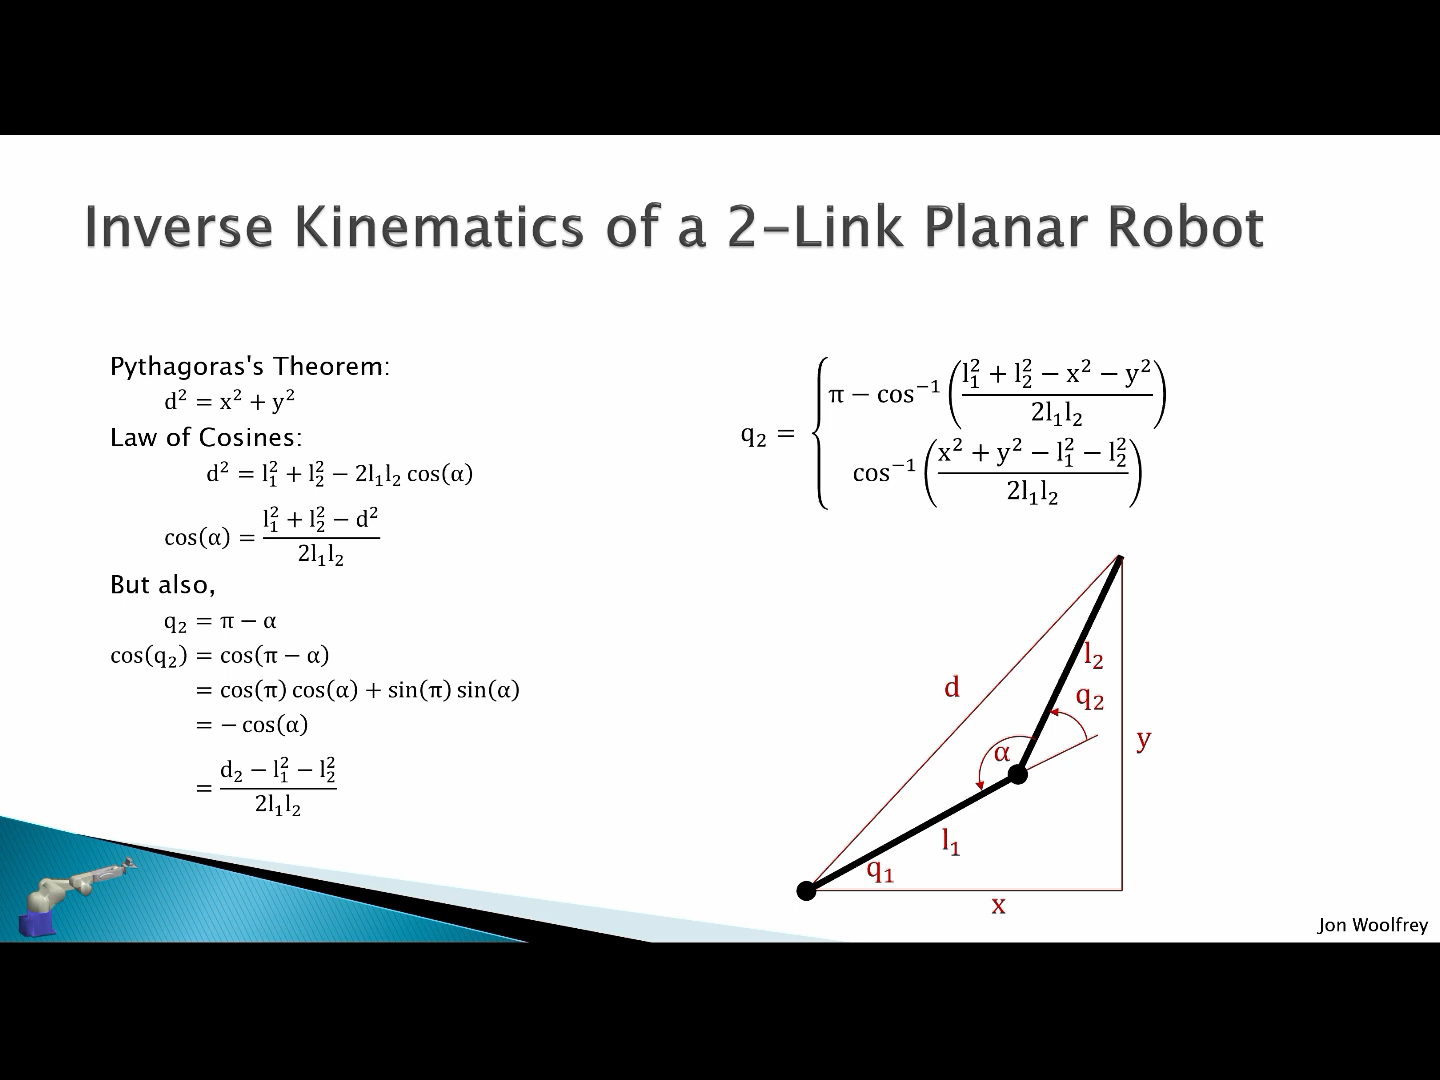 Inverse Kinematics of a 2-Link Planar Robot
Pythagoras's Theorem:
d² = x² + y²
Law of Cosines:
d² = l₁² + l₂² − 2l₁l₂ cos(α)
cos(α) = (l₁² + l₂² − d²) / (2l₁l₂)
But also,
q₂ = π − α
cos(q₂) = cos(π − α)
= cos(π) cos(α) + sin(π) sin(α)
= − cos(α)
= (d₂ − l₁² − l₂²) / (2l₁l₂)
q₂ = { π − cos⁻¹((l₁² + l₂² − x² − y²) / (2l₁l₂))
cos⁻¹((x² + y² − l₁² − l₂²) / (2l₁l₂))
l₂
d
q₂
y
α
l₁
q₁
x
Jon Woolfrey